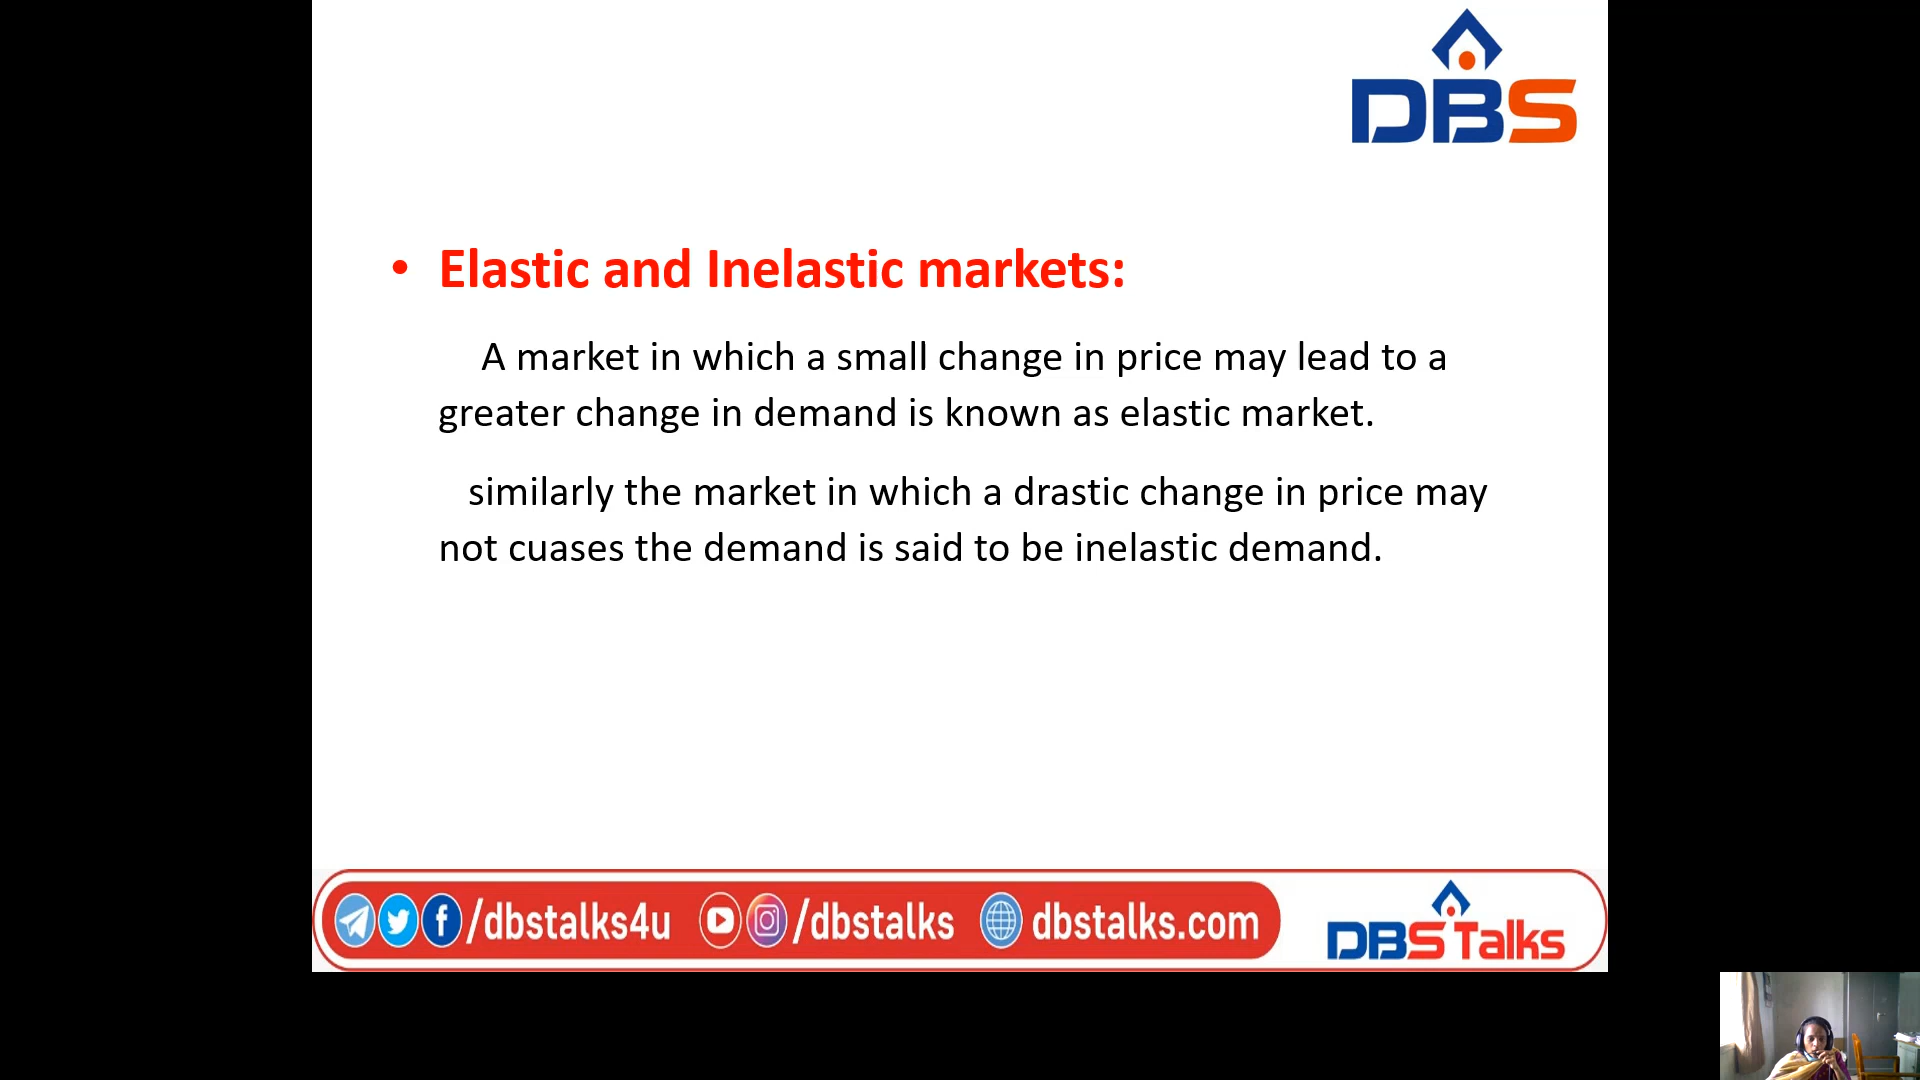 DBS
• Elastic and Inelastic markets:
A market in which a small change in price may lead to a
greater change in demand is known as elastic market.
similarly the market in which a drastic change in price may
not cuases the demand is said to be inelastic demand.
/dbstalks4u /dbstalks dbstalks.com DBS Talks